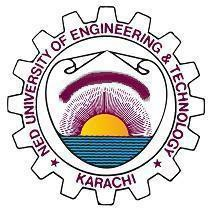 NED UNIVERSITY OF ENGINEERING & TECHNOLOGY
KARACHI